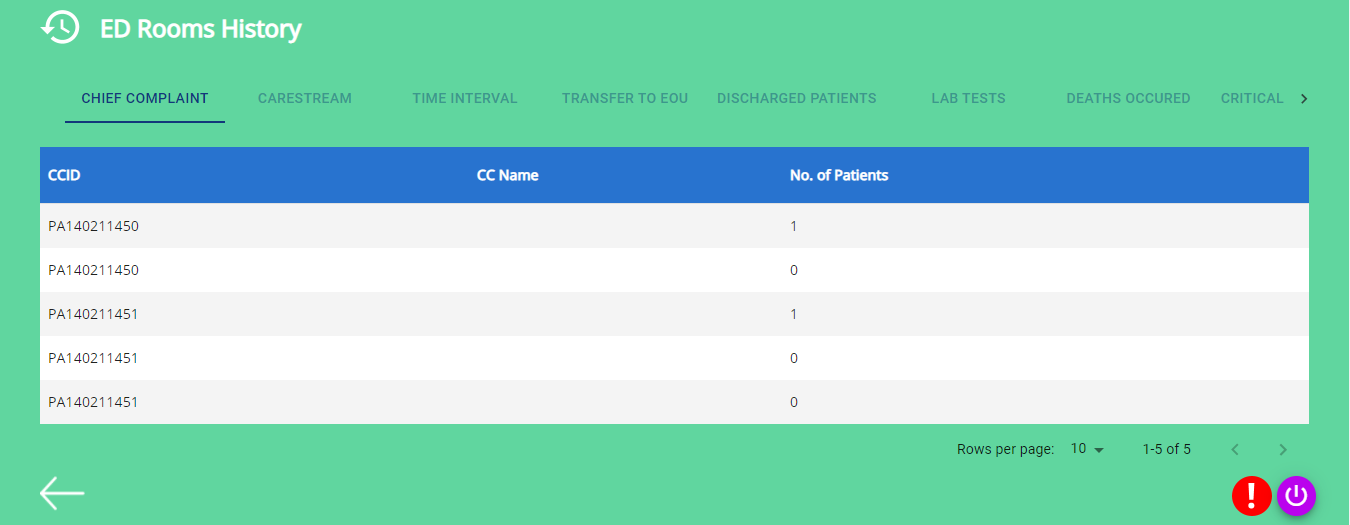 ED Rooms History
CHIEF COMPLAINT CARESTREAM TIME INTERVAL TRANSFER TO EOU DISCHARGED PATIENTS LAB TESTS DEATHS OCCURED CRITICAL
CCID CC Name No. of Patients
PA140211450 1
PA140211450 0
PA140211451 1
PA140211451 0
PA140211451 0
Rows per page: 10 1-5 of 5